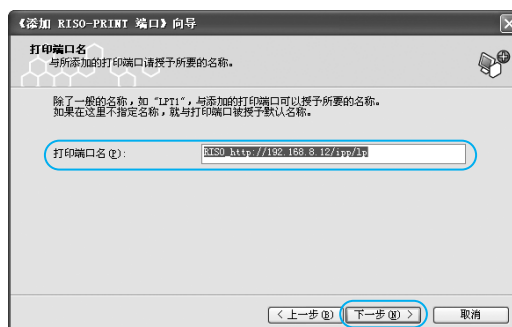 《添加 RISO-PRINT 端口》向导
打印端口名
与所添加的打印端口请授予所要的名称。
除了一般的名称，如 "LPT1"，与添加的打印端口可以授予所要的名称。
如果在这里不指定名称，就与打印端口被授予默认名称。
打印端口名(P): RISO_http://192.168.8.12/ipp/lp
< 上一步(B) 下一步(N) > 取消